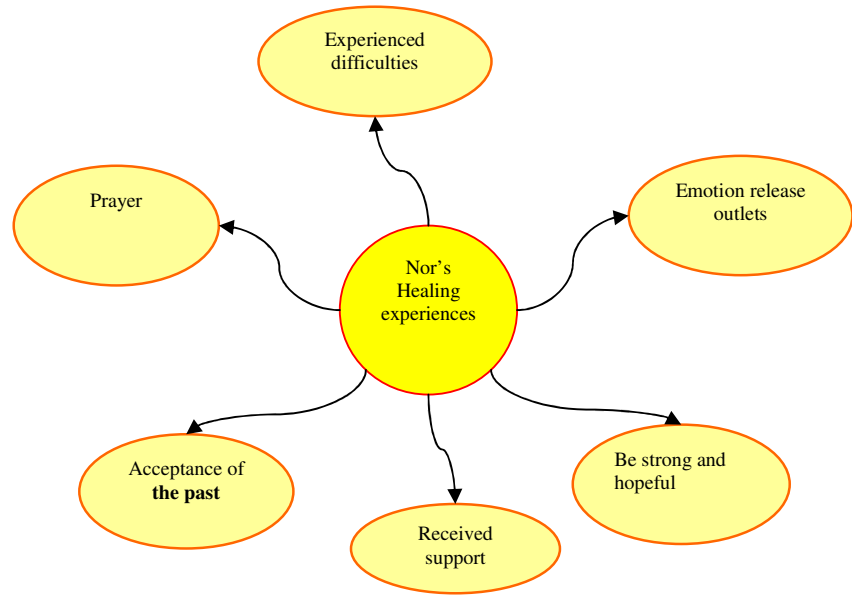 Experienced
difficulties
Prayer
Emotion release
outlets
Nor’s
Healing
experiences
Acceptance of
the past
Be strong and
hopeful
Received
support